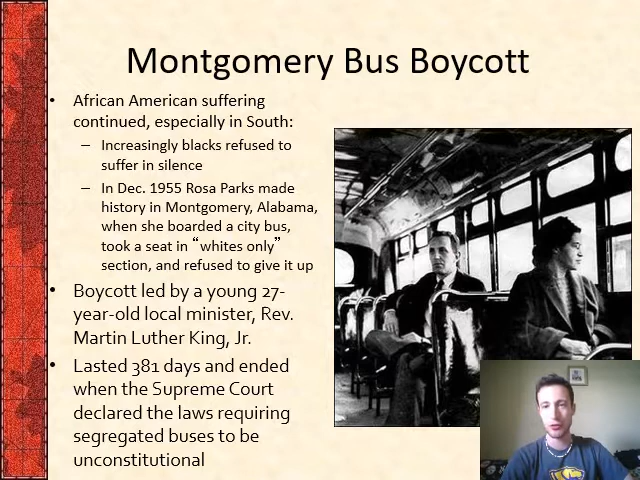 Montgomery Bus Boycott
• African American suffering
continued, especially in South:
– Increasingly blacks refused to
suffer in silence
– In Dec. 1955 Rosa Parks made
history in Montgomery, Alabama,
when she boarded a city bus,
took a seat in “whites only”
section, and refused to give it up
• Boycott led by a young 27-
year-old local minister, Rev.
Martin Luther King, Jr.
• Lasted 381 days and ended
when the Supreme Court
declared the laws requiring
segregated buses to be
unconstitutional